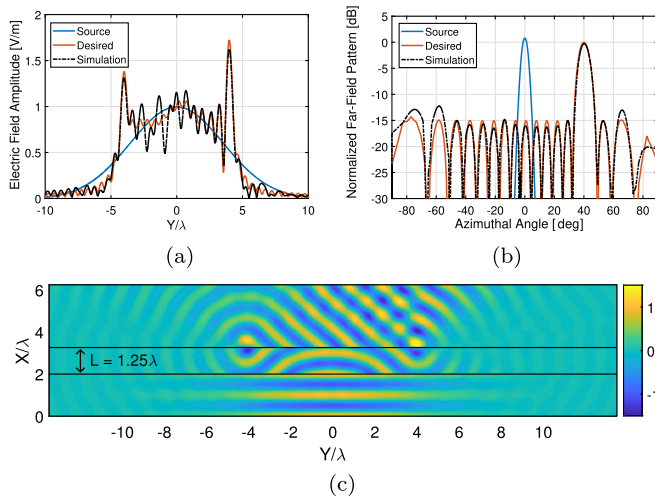 Electric Field Amplitude [V/m]
2
1.5
1
0.5
0
Source
Desired
Simulation
-10 -5 0 5 10
Y/λ
(a)
Normalized Far-Field Pattern [dB]
5
0
-5
-10
-15
-20
-25
-30
Source
Desired
Simulation
-80 -60 -40 -20 0 20 40 60 80
Azimuthal Angle [deg]
(b)
X/λ
6
4
2
0
L = 1.25λ
-10 -8 -6 -4 -2 0 2 4 6 8 10
Y/λ
1
0
-1
(c)